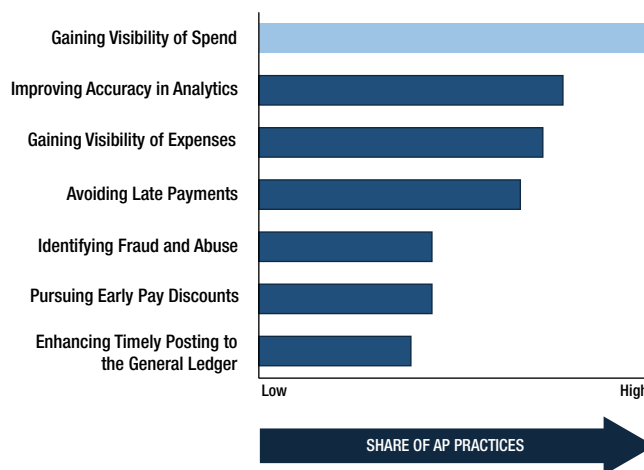 Gaining Visibility of Spend
Improving Accuracy in Analytics
Gaining Visibility of Expenses
Avoiding Late Payments
Identifying Fraud and Abuse
Pursuing Early Pay Discounts
Enhancing Timely Posting to
the General Ledger
Low High
SHARE OF AP PRACTICES